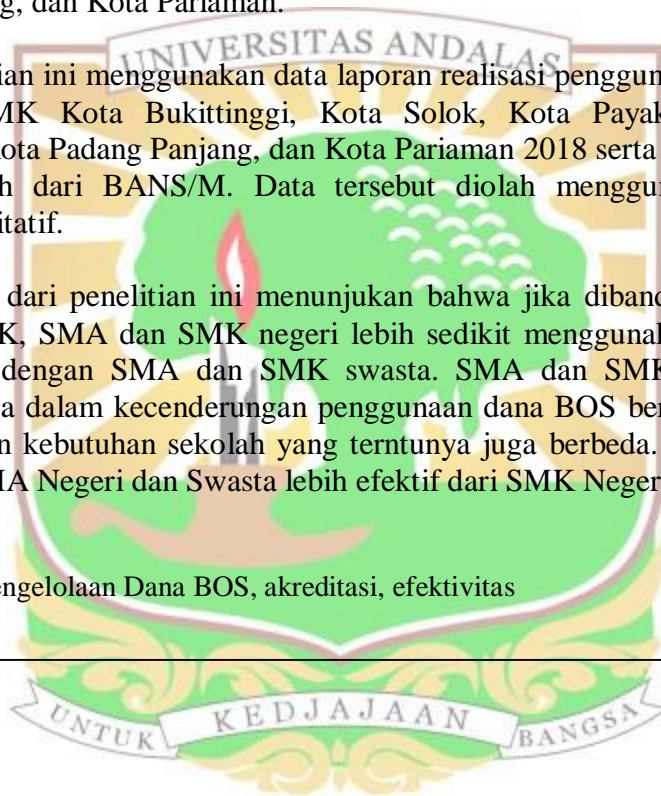 g, dan Kota Pariaman.
UNIVERSITAS ANDALAS
ian ini menggunakan data laporan realisasi penggun
MK Kota Bukittinggi, Kota Solok, Kota Payak
ota Padang Panjang, dan Kota Pariaman 2018 serta
h dari BANS/M. Data tersebut diolah menggun
itatif.
dari penelitian ini menunjukan bahwa jika diband
K, SMA dan SMK negeri lebih sedikit menggunak
dengan SMA dan SMK swasta. SMA dan SMK
a dalam kecenderungan penggunaan dana BOS ber
n kebutuhan sekolah yang terntunya juga berbeda.
MA Negeri dan Swasta lebih efektif dari SMK Neger
engelolaan Dana BOS, akreditasi, efektivitas
UNTUK KEDJAJAAN BANGSA